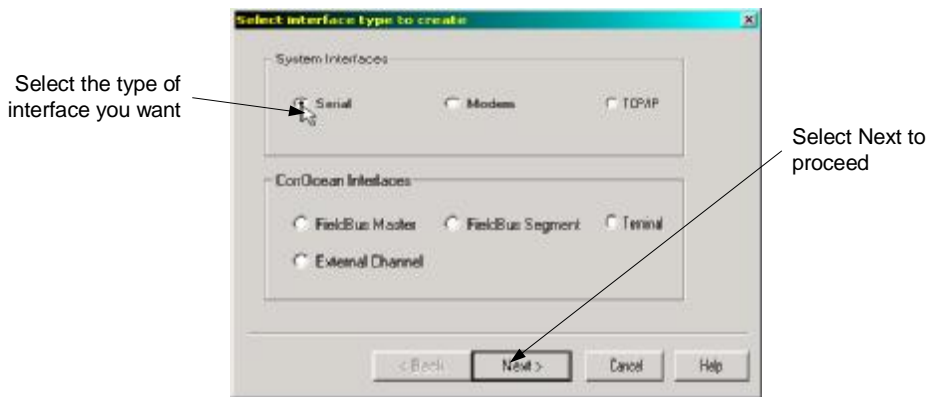 Select interface type to create
System Interfaces
Select the type of
interface you want
Serial
Modem
TCP/IP
Select Next to
proceed
ConOcean Interfaces
FieldBus Master
FieldBus Segment
Terminal
External Channel
< Back
Next >
Cancel
Help